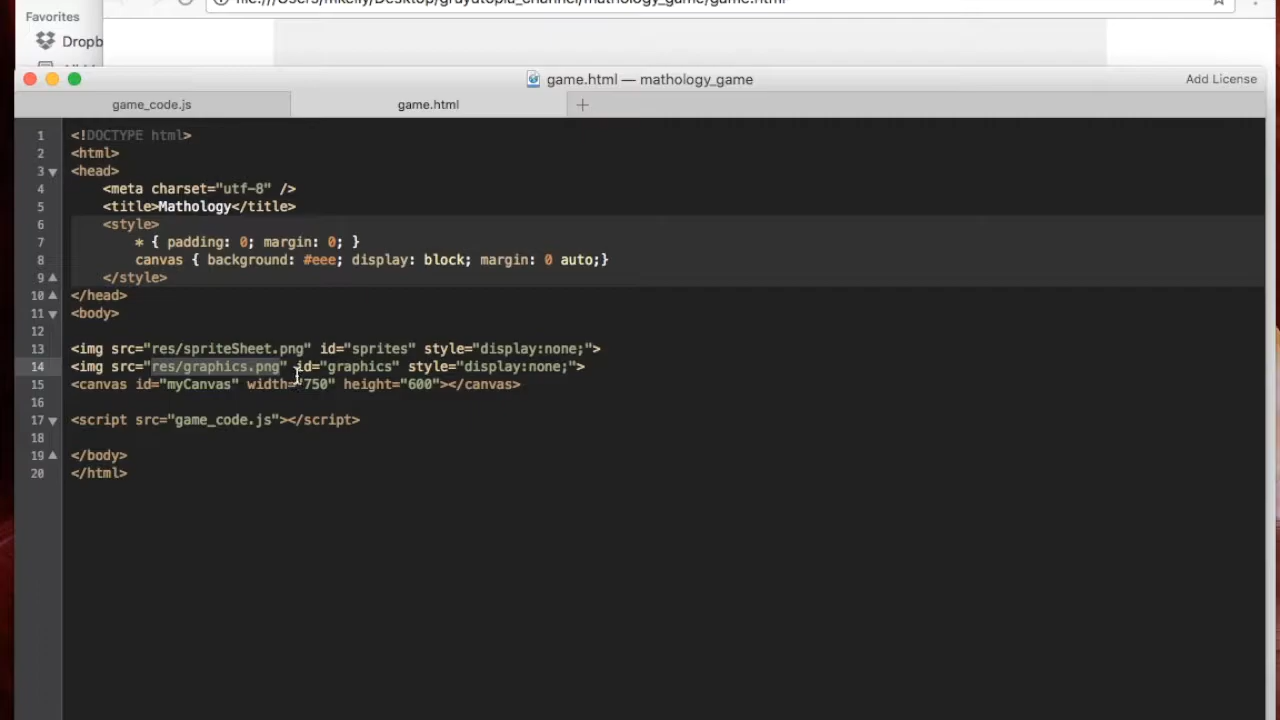 Favorites
Dropb
game.html — mathology_game
Add License
game_code.js
game.html
1 <!DOCTYPE html>
2 <html>
3 <head>
4 <meta charset="utf-8" />
5 <title>Mathology</title>
6 <style>
7 * { padding: 0; margin: 0; }
8 canvas { background: #eee; display: block; margin: 0 auto;}
9 </style>
10 </head>
11 <body>
12
13 <img src="res/spriteSheet.png" id="sprites" style="display:none;">
14 <img src="res/graphics.png" id="graphics" style="display:none;">
15 <canvas id="myCanvas" width="750" height="600"></canvas>
16
17 <script src="game_code.js"></script>
18
19 </body>
20 </html>